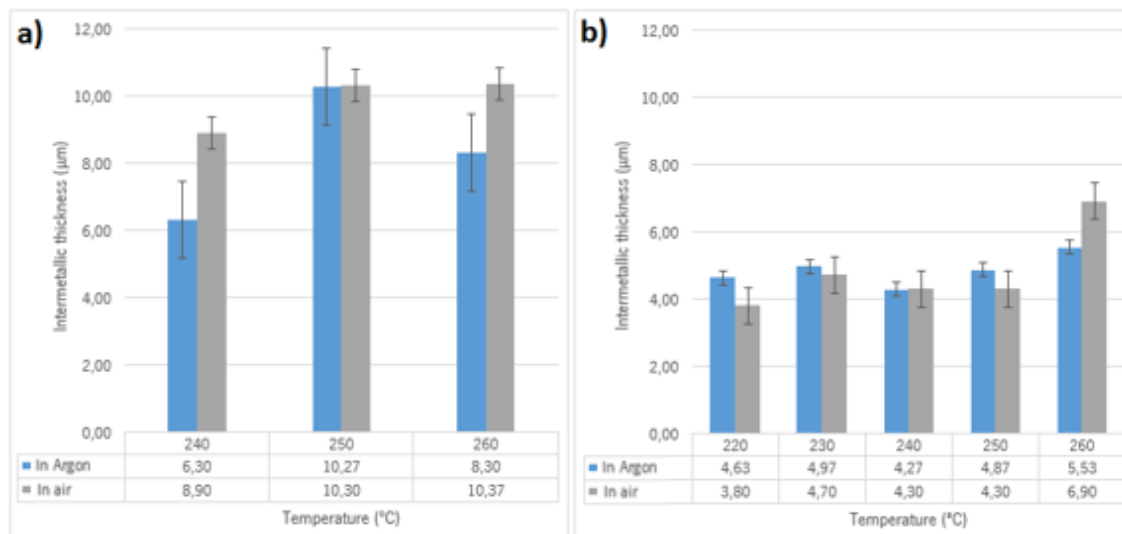 a)
Intermetallic thickness (µm)
12,00
10,00
8,00
6,00
4,00
2,00
0,00
240 250 260
In Argon 6,30 10,27 8,30
In air 8,90 10,30 10,37
Temperature (°C)
b)
Intermetallic thickness (µm)
12,00
10,00
8,00
6,00
4,00
2,00
0,00
220 230 240 250 260
In Argon 4,63 4,97 4,27 4,87 5,53
In air 3,80 4,70 4,30 4,30 6,90
Temperature (°C)